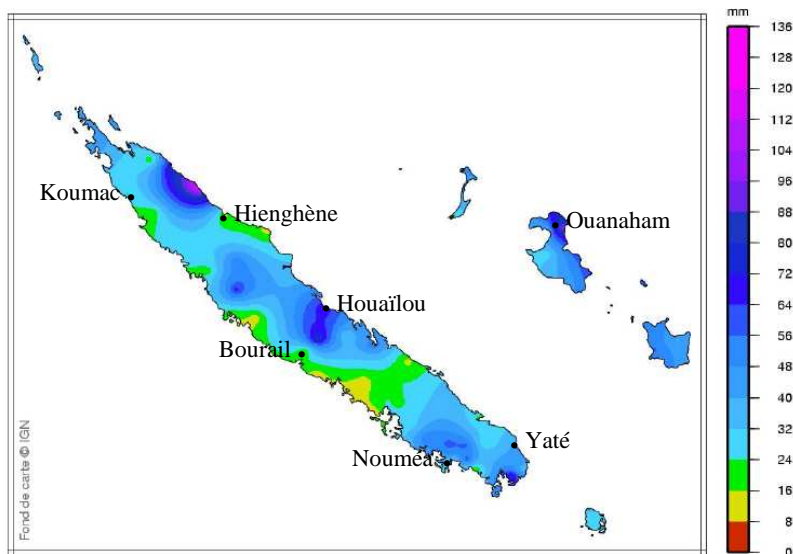 mm
136
128
120
112
104
96
88
80
72
64
56
48
40
32
24
16
8
0
Koumac
Hienghène
Ouanaham
Houaïlou
Bourail
Yaté
Nouméa
Fond de carte © IGN